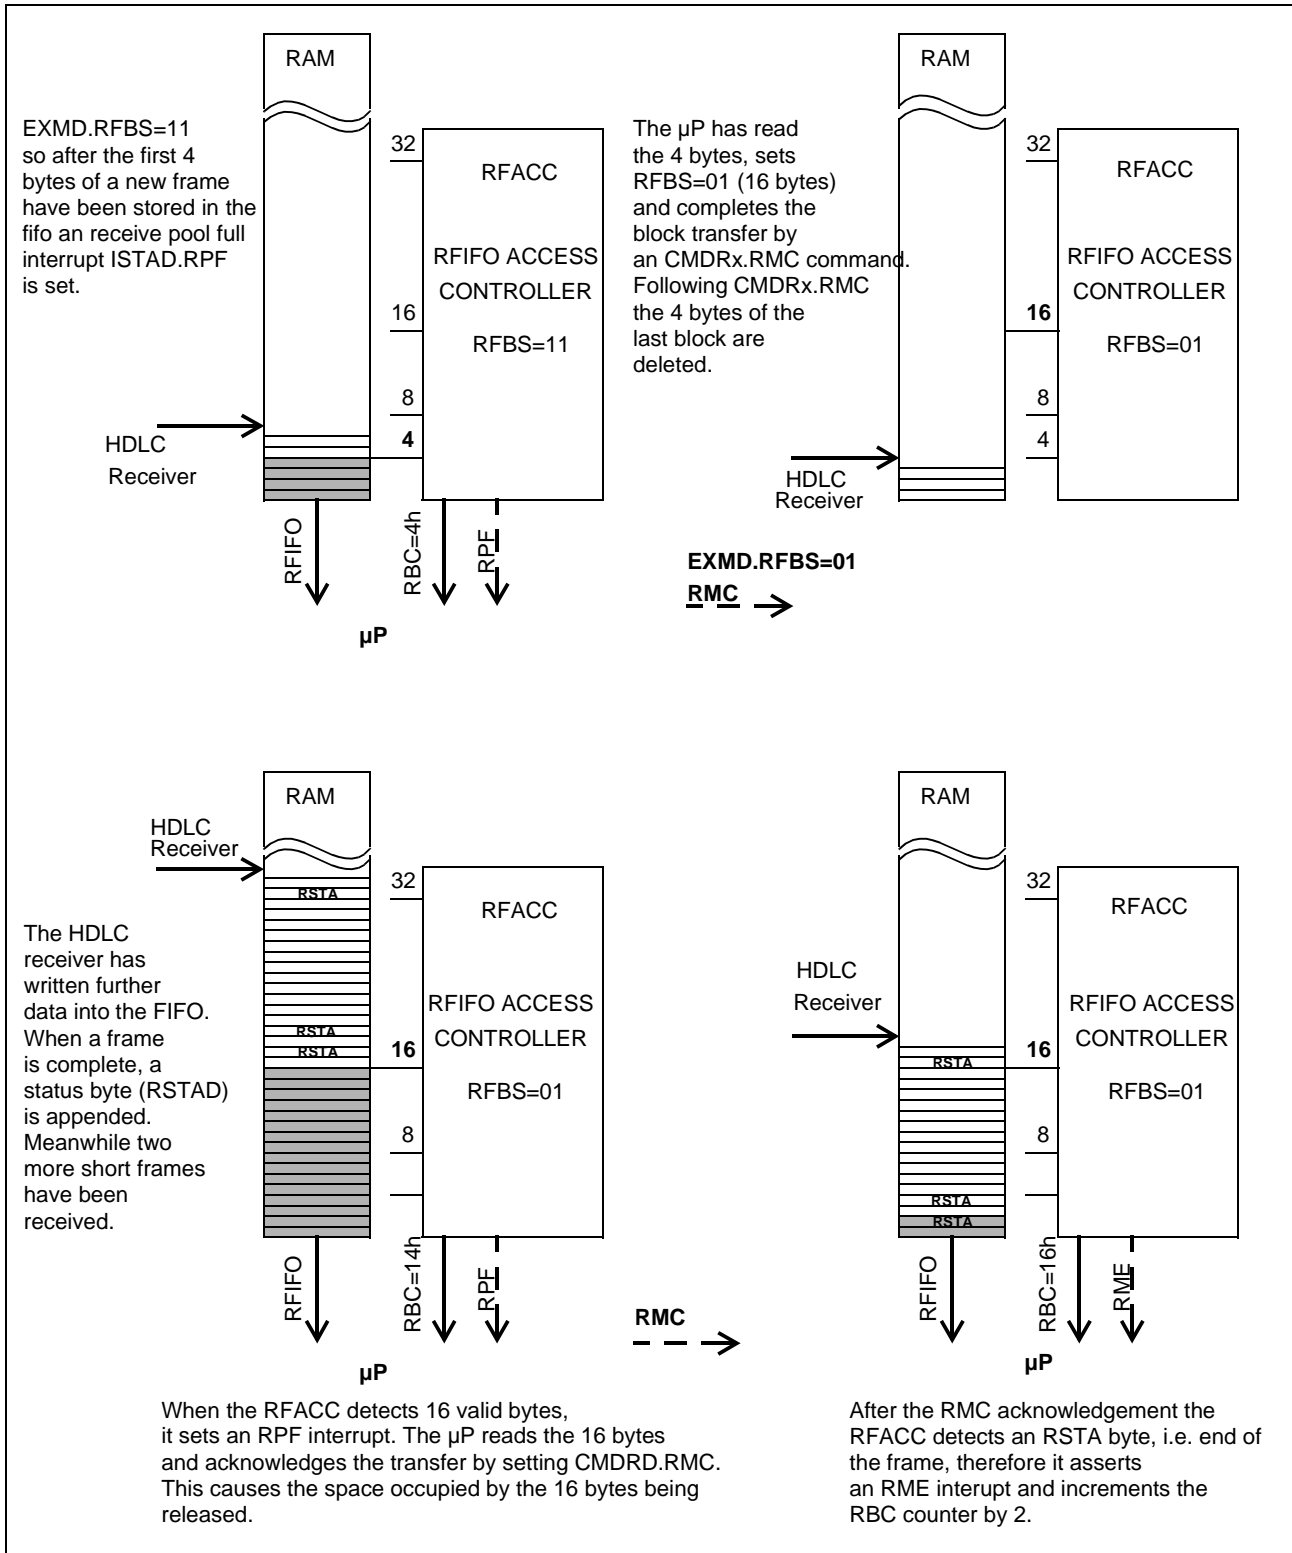 RAM
EXMD.RFBS=11
so after the first 4
bytes of a new frame
have been stored in the
fifo an receive pool full
interrupt ISTAD.RPF
is set.
32
16
8
4
RFACC
RFIFO ACCESS
CONTROLLER
RFBS=11
HDLC
Receiver
RFIFO
RBC=4h
RPF
µP
RAM
The µP has read
the 4 bytes, sets
RFBS=01 (16 bytes)
and completes the
block transfer by
an CMDRx.RMC command.
Following CMDRx.RMC
the 4 bytes of the
last block are
deleted.
32
16
8
4
RFACC
RFIFO ACCESS
CONTROLLER
RFBS=01
HDLC
Receiver
EXMD.RFBS=01
RMC
RAM
HDLC
Receiver
RSTA
RSTA
RSTA
The HDLC
receiver has
written further
data into the FIFO.
When a frame
is complete, a
status byte (RSTAD)
is appended.
Meanwhile two
more short frames
have been
received.
32
16
8
RFACC
RFIFO ACCESS
CONTROLLER
RFBS=01
RFIFO
RBC=14h
RPF
µP
RMC
When the RFACC detects 16 valid bytes,
it sets an RPF interrupt. The µP reads the 16 bytes
and acknowledges the transfer by setting CMDRD.RMC.
This causes the space occupied by the 16 bytes being
released.
RAM
HDLC
Receiver
RSTA
RSTA
RSTA
32
16
8
RFACC
RFIFO ACCESS
CONTROLLER
RFBS=01
RFIFO
RBC=16h
RME
µP
After the RMC acknowledgement the
RFACC detects an RSTA byte, i.e. end of
the frame, therefore it asserts
an RME interupt and increments the
RBC counter by 2.